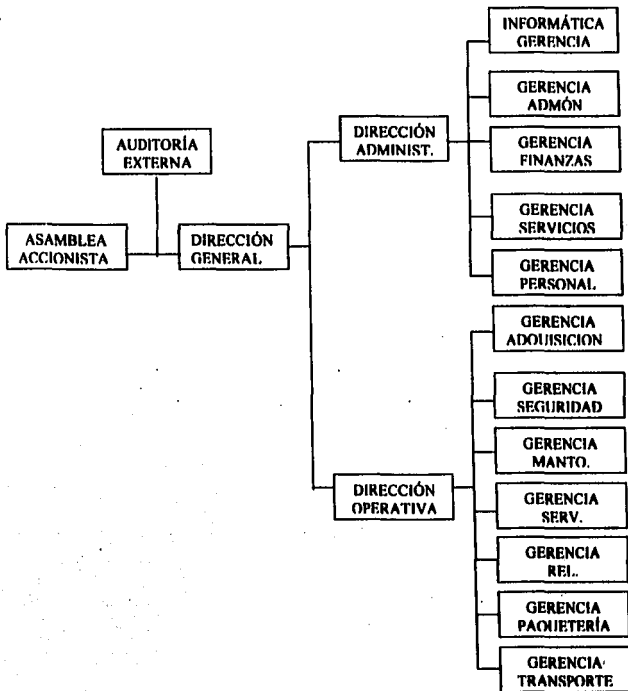 INFORMÁTICA
GERENCIA
GERENCIA
ADMÓN
AUDITORÍA
EXTERNA
DIRECCIÓN
ADMINIST.
GERENCIA
FINANZAS
ASAMBLEA
ACCIONISTA
DIRECCIÓN
GENERAL
GERENCIA
SERVICIOS
GERENCIA
PERSONAL
GERENCIA
ADQUISICION
GERENCIA
SEGURIDAD
GERENCIA
MANTO.
DIRECCIÓN
OPERATIVA
GERENCIA
SERV.
GERENCIA
REL.
GERENCIA
PAQUETERÍA
GERENCIA
TRANSPORTE